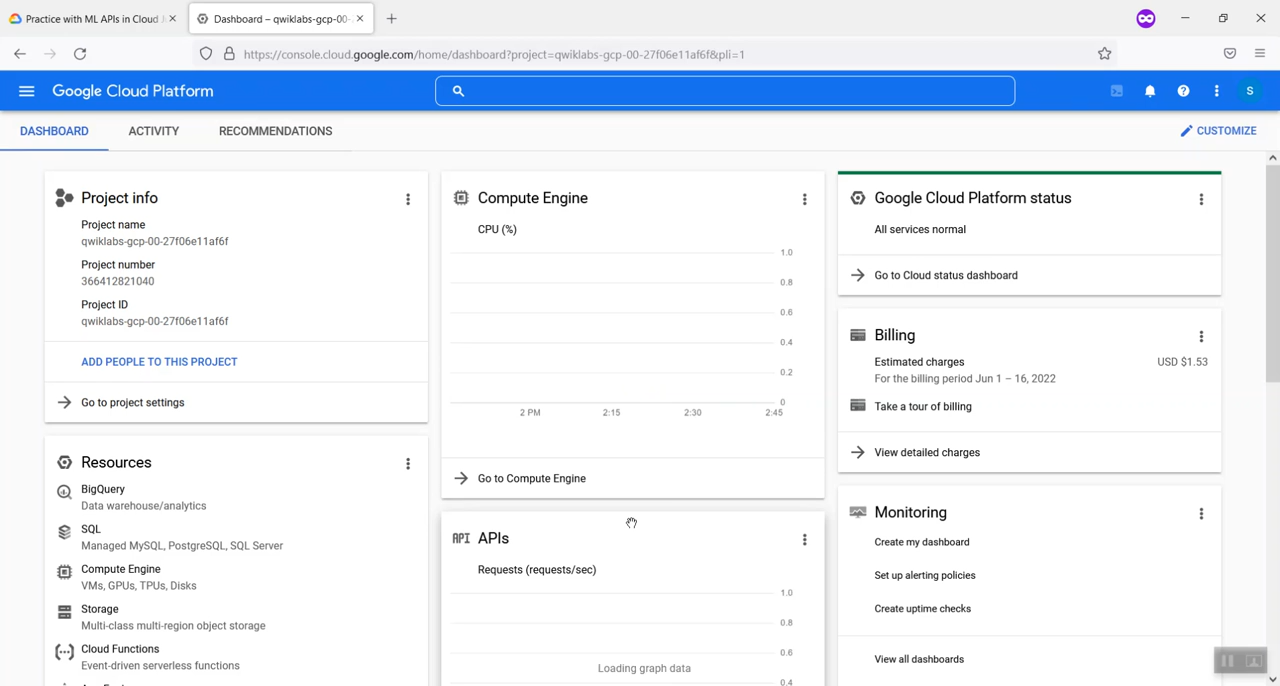 Practice with ML APIs in Cloud
Dashboard – qwiklabs-gcp-00-
https://console.cloud.google.com/home/dashboard?project=qwiklabs-gcp-00-27f06e11af6f&pli=1
Google Cloud Platform
S
DASHBOARD
ACTIVITY
RECOMMENDATIONS
CUSTOMIZE
Project info
Project name
qwiklabs-gcp-00-27f06e11af6f
Project number
366412821040
Project ID
qwiklabs-gcp-00-27f06e11af6f
ADD PEOPLE TO THIS PROJECT
Go to project settings
Resources
BigQuery
Data warehouse/analytics
SQL
Managed MySQL, PostgreSQL, SQL Server
Compute Engine
VMs, GPUs, TPUs, Disks
Storage
Multi-class multi-region object storage
Cloud Functions
Event-driven serverless functions
Compute Engine
CPU (%)
1.0
0.8
0.6
0.4
0.2
0
2 PM 2:15 2:30 2:45
Go to Compute Engine
API APIs
Requests (requests/sec)
1.0
0.8
0.6
Loading graph data
0.4
Google Cloud Platform status
All services normal
Go to Cloud status dashboard
Billing
Estimated charges USD $1.53
For the billing period Jun 1 – 16, 2022
Take a tour of billing
View detailed charges
Monitoring
Create my dashboard
Set up alerting policies
Create uptime checks
View all dashboards